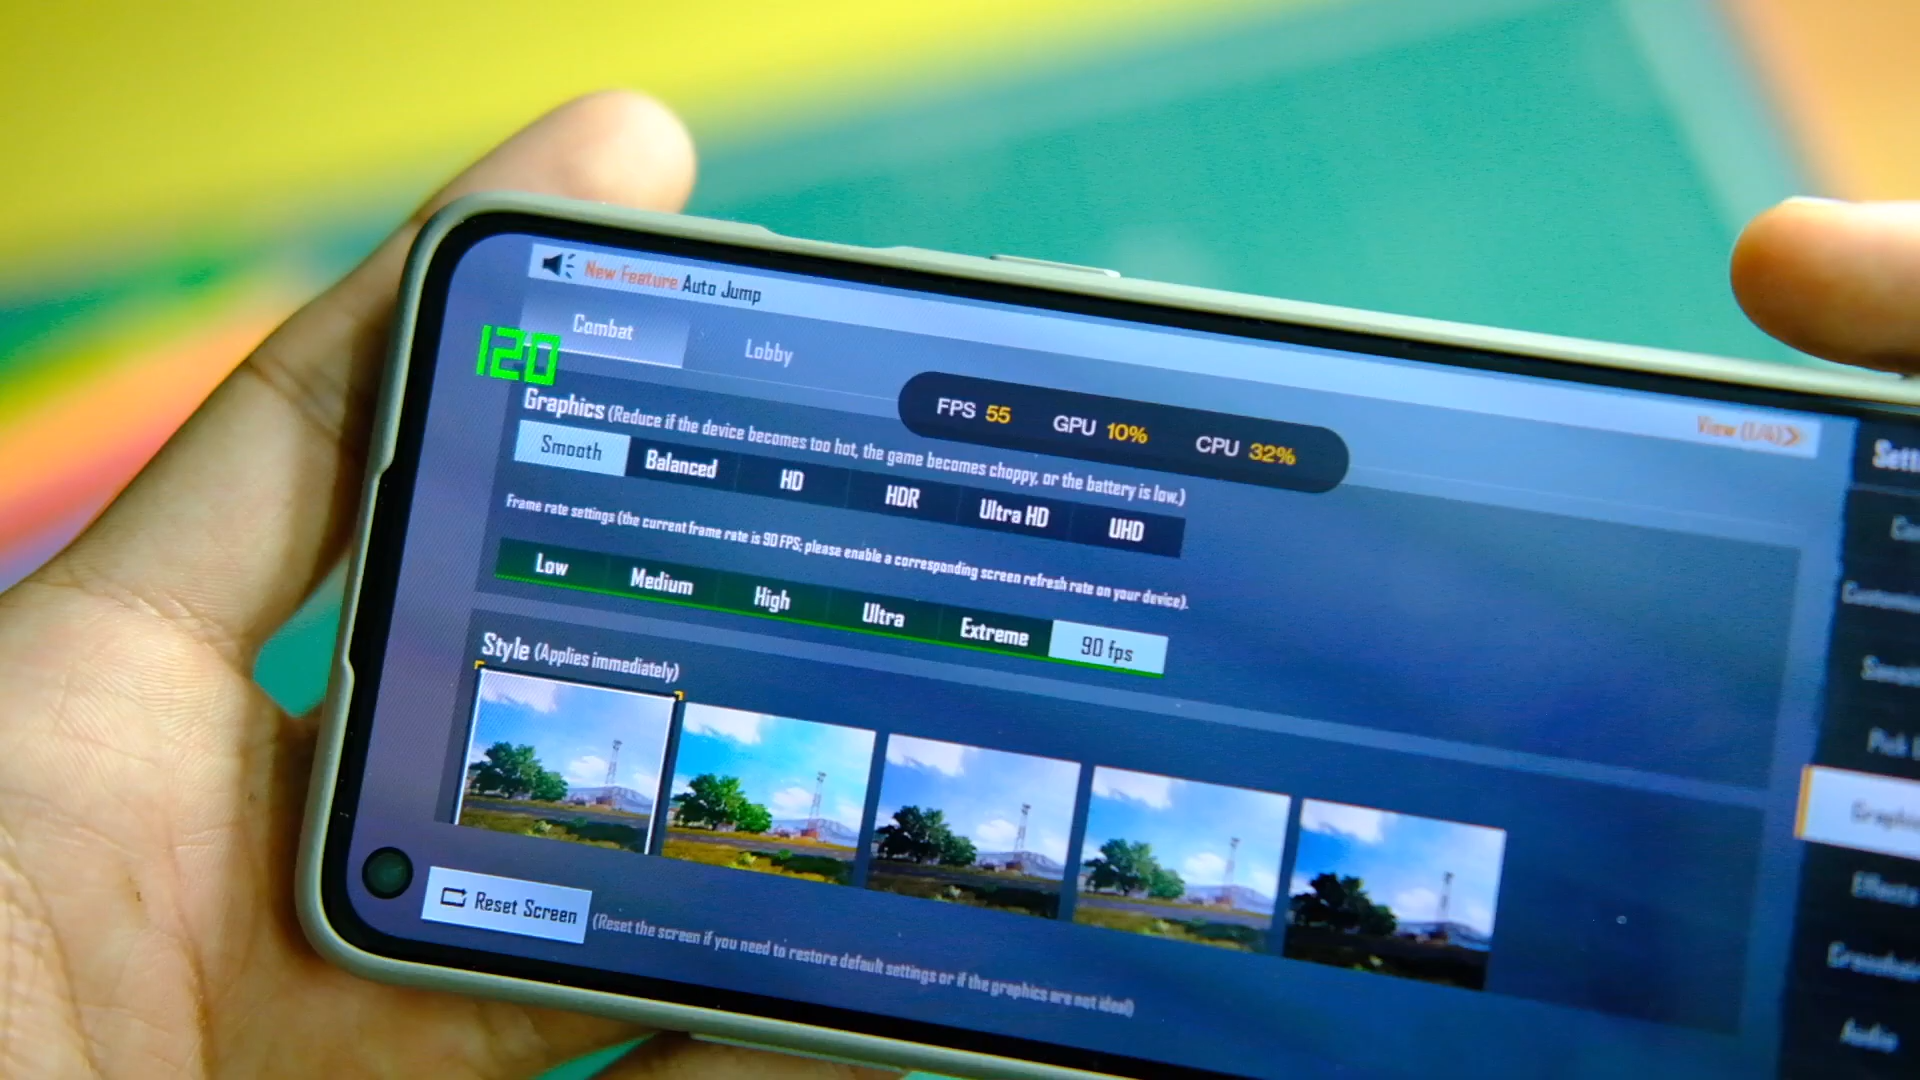 New Feature Auto Jump
View (1/4)
Combat
Lobby
120
FPS 55 GPU 10% CPU 32%
Graphics (Reduce if the device becomes too hot, the game becomes choppy, or the battery is low.)
Smooth Balanced HD HDR Ultra HD UHD
Frame rate settings (the current frame rate is 90 FPS; please enable a corresponding screen refresh rate on your device).
Low Medium High Ultra Extreme 90 fps
Style (Applies immediately)
Reset Screen
(Reset the screen if you need to restore default settings or if the graphics are not ideal)
Audio